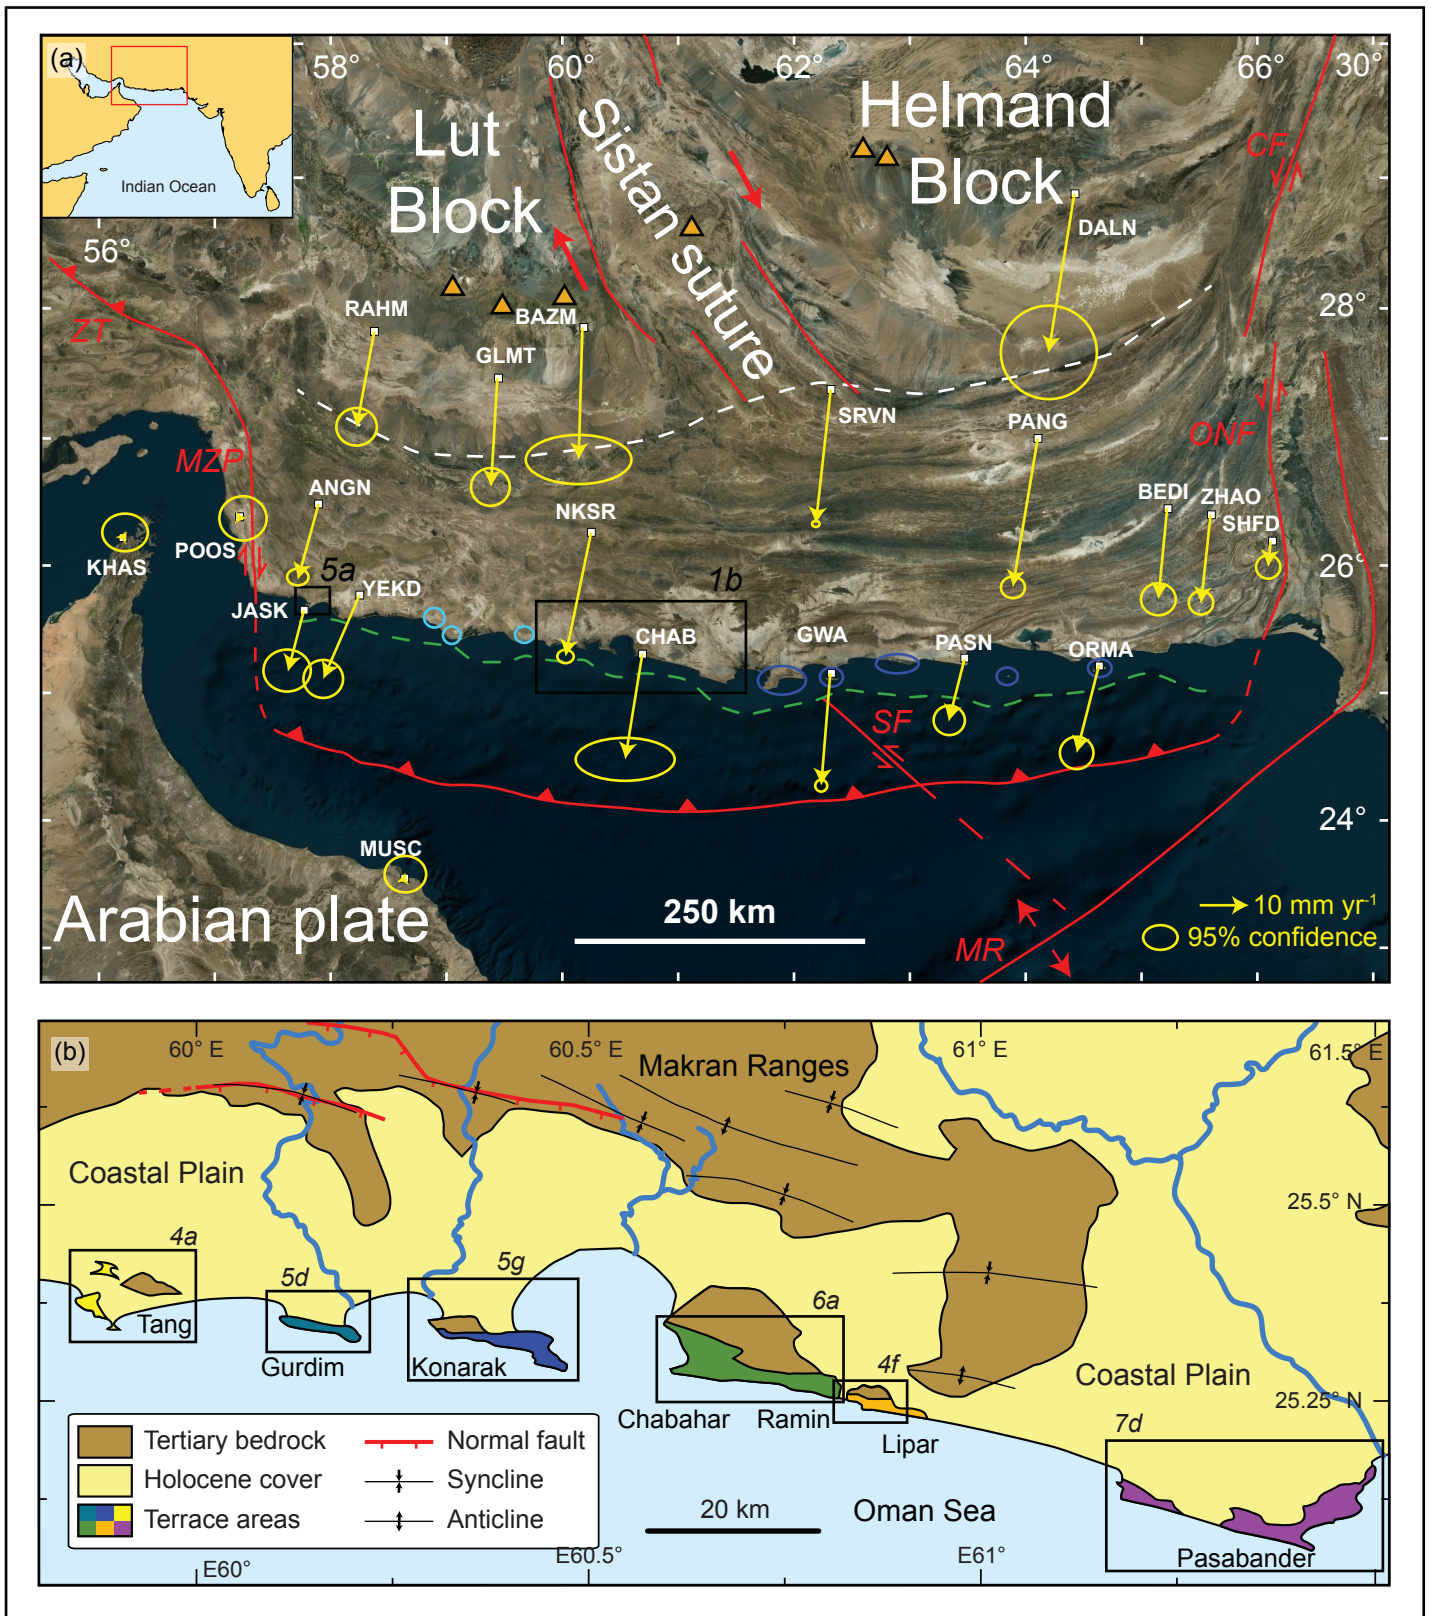 (a)
Indian Ocean
58°
60°
62°
64°
66°
30°
56°
28°
26°
24°
Lut
Block
Sistan suture
Helmand
Block
CF
DALN
RAHM
BAZM
GLMT
ZT
SRVN
PANG
ONF
MZP
ANGN
NKSR
BEDI
ZHAO
SHFD
KHAS
POOS
5a
YEKD
1b
JASK
CHAB
GWA
PASN
ORMA
SF
MUSC
Arabian plate
250 km
MR
10 mm yr-1
95% confidence
(b)
60° E
60.5° E
61° E
61.5° E
Makran Ranges
Coastal Plain
25.5° N
4a
5d
5g
6a
4f
Tang
Gurdim
Konarak
Coastal Plain
25.25° N
Chabahar
Ramin
Lipar
7d
Tertiary bedrock
Normal fault
Holocene cover
Syncline
Terrace areas
Anticline
20 km
Oman Sea
Pasabander
E60°
E60.5°
E61°